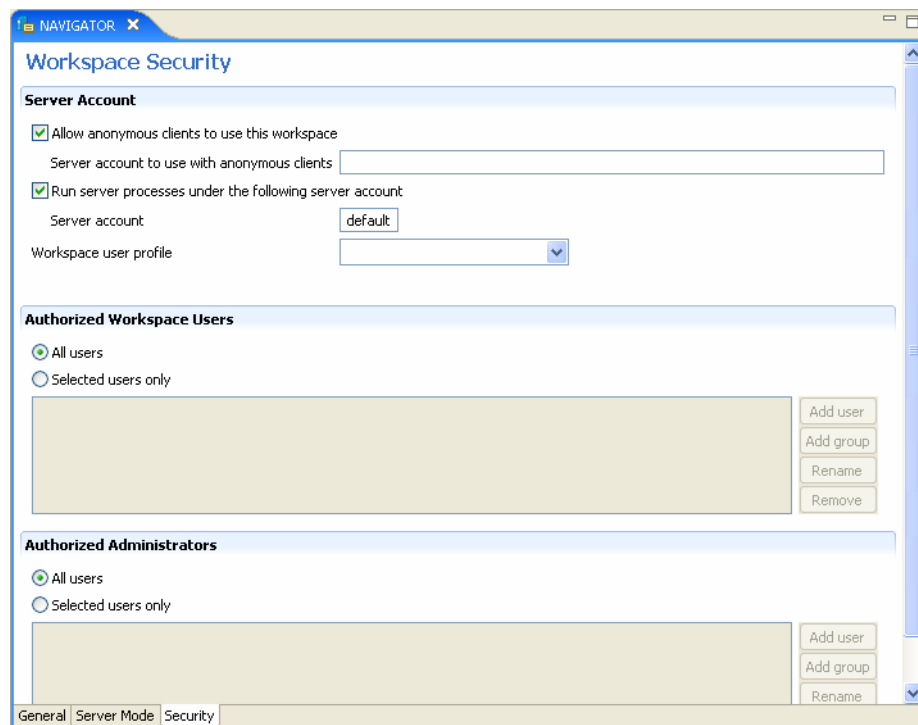 NAVIGATOR
Workspace Security
Server Account
Allow anonymous clients to use this workspace
Server account to use with anonymous clients
Run server processes under the following server account
Server account default
Workspace user profile
Authorized Workspace Users
All users
Selected users only
Add user
Add group
Rename
Remove
Authorized Administrators
All users
Selected users only
Add user
Add group
Rename
General Server Mode Security